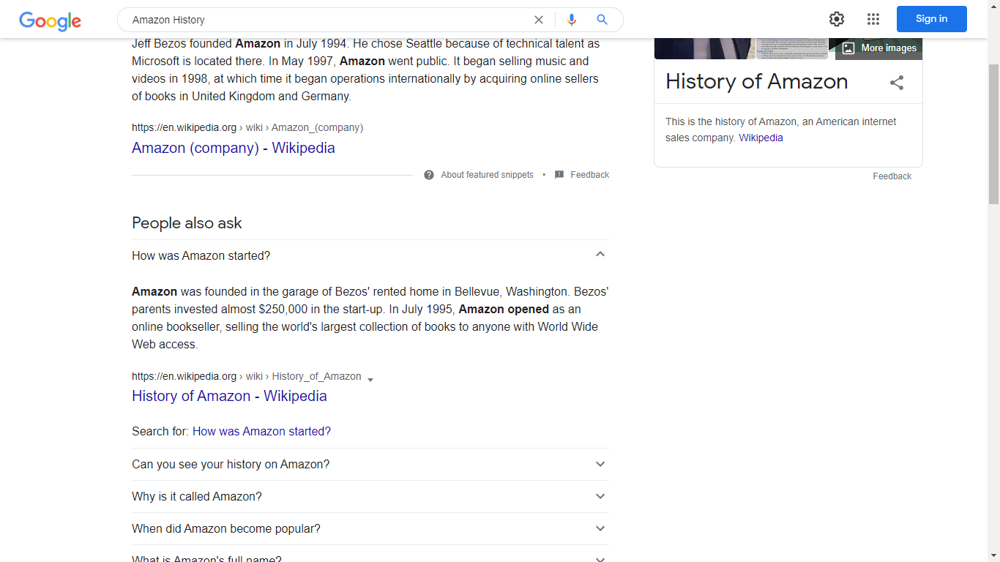 Google
Amazon History
Sign in
Jeff Bezos founded Amazon in July 1994. He chose Seattle because of technical talent as
Microsoft is located there. In May 1997, Amazon went public. It began selling music and
videos in 1998, at which time it began operations internationally by acquiring online sellers
of books in United Kingdom and Germany.
https://en.wikipedia.org › wiki › Amazon_(company)
Amazon (company) - Wikipedia
About featured snippets • Feedback
People also ask
How was Amazon started?
Amazon was founded in the garage of Bezos' rented home in Bellevue, Washington. Bezos'
parents invested almost $250,000 in the start-up. In July 1995, Amazon opened as an
online bookseller, selling the world's largest collection of books to anyone with World Wide
Web access.
https://en.wikipedia.org › wiki › History_of_Amazon
History of Amazon - Wikipedia
Search for: How was Amazon started?
Can you see your history on Amazon?
Why is it called Amazon?
When did Amazon become popular?
What is Amazon's full name?
More images
History of Amazon
This is the history of Amazon, an American internet
sales company. Wikipedia
Feedback